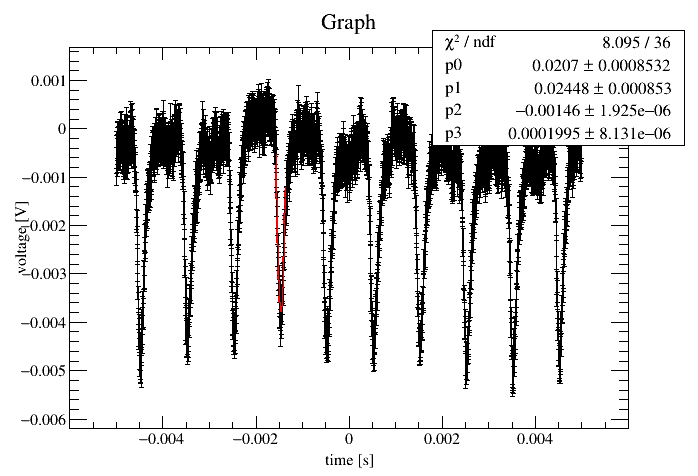 Graph
χ² / ndf 8.095 / 36
p0 0.0207 ± 0.0008532
p1 0.02448 ± 0.000853
p2 −0.00146 ± 1.925e−06
p3 0.0001995 ± 8.131e−06
0.001
0
−0.001
−0.002
voltage [V]
−0.003
−0.004
−0.005
−0.006
−0.004 −0.002 0 0.002 0.004
time [s]